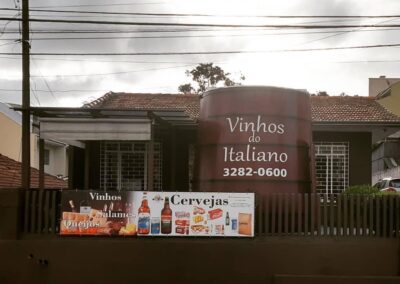 Vinhos
do
Italiano
3282-0600
Vinhos
Salames
Queijos
Cervejas